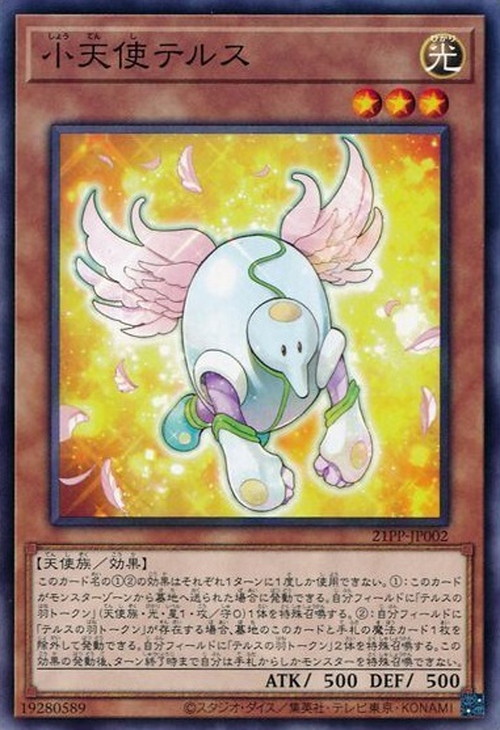 小天使テルス
光
21PP-JP002
【天使族/効果】
このカード名の①②の効果はそれぞれ1ターンに1度しか使用できない。①:このカード
がモンスターゾーンから墓地へ送られた場合に発動できる。自分フィールドに「テルスの
羽トークン」(天使族・光・星1・攻/守0)1体を特殊召喚する。②:自分フィールドに
「テルスの羽トークン」が存在する場合、墓地のこのカードと手札の魔法カード1枚を
除外して発動できる。自分フィールドに「テルスの羽トークン」2体を特殊召喚する。この
効果の発動後、ターン終了時まで自分は手札からしかモンスターを特殊召喚できない。
ATK/ 500 DEF/ 500
19280589 ©スタジオ・ダイス/集英社・テレビ東京・KONAMI